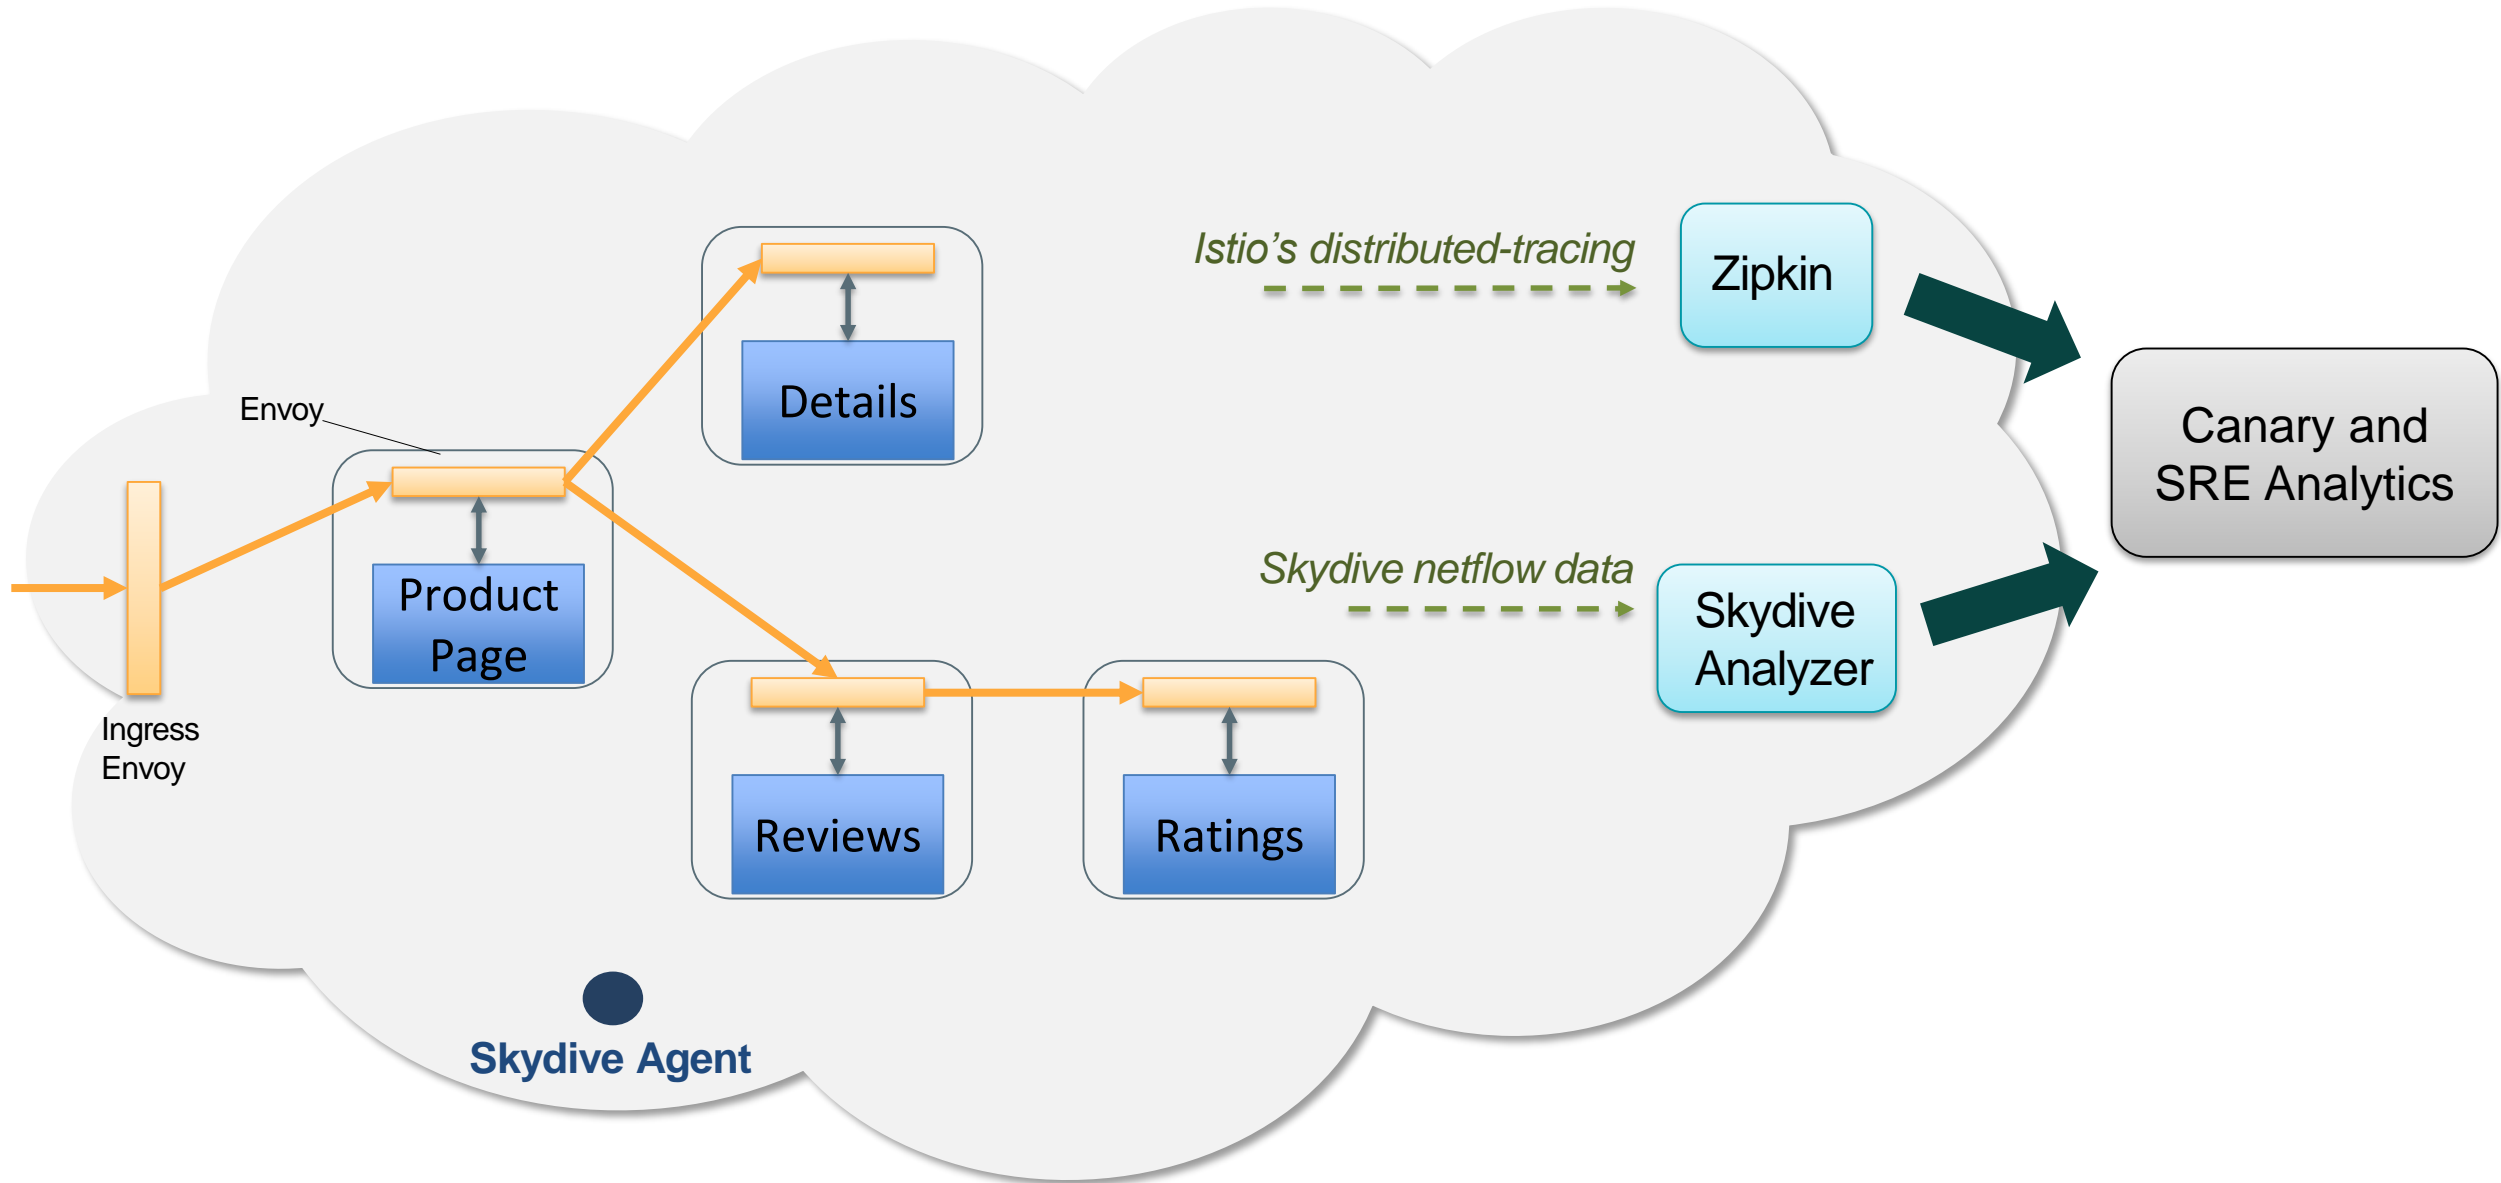 Istio’s distributed-tracing
Zipkin
Details
Envoy
Canary and
SRE Analytics
Product
Page
Skydive netflow data
Skydive
Analyzer
Ingress
Envoy
Reviews
Ratings
Skydive Agent